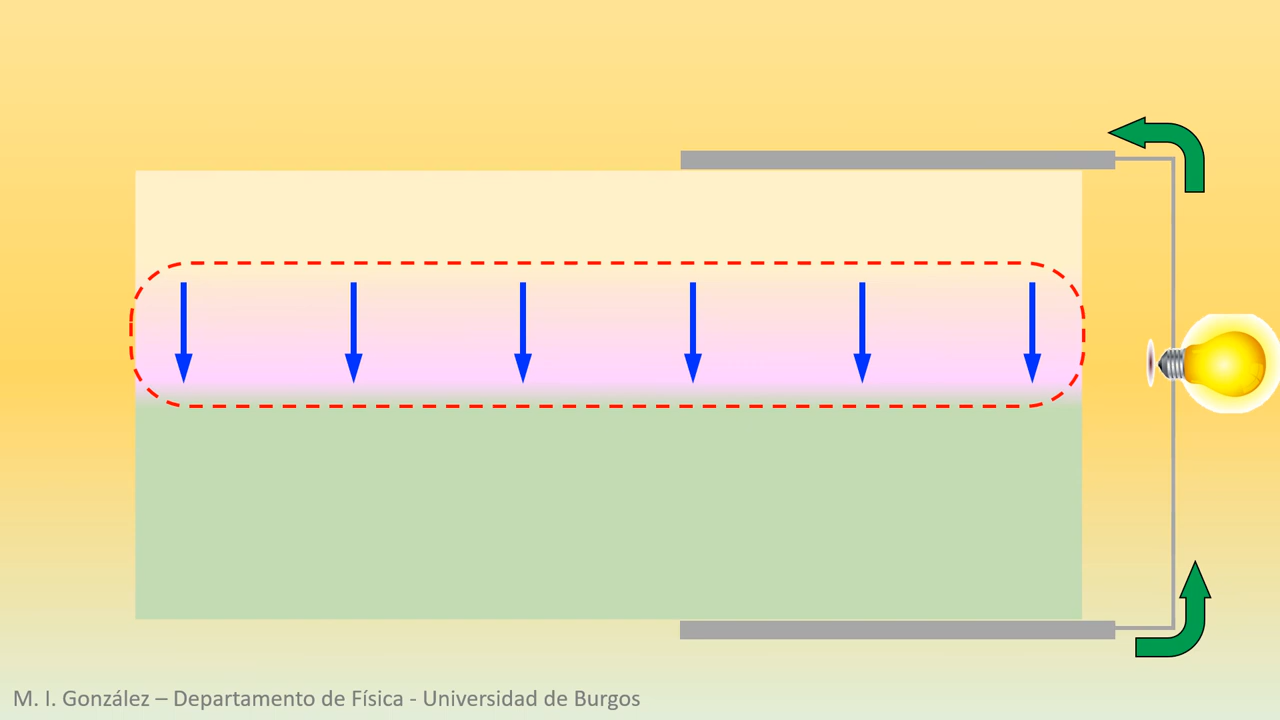 M. I. González – Departamento de Física - Universidad de Burgos